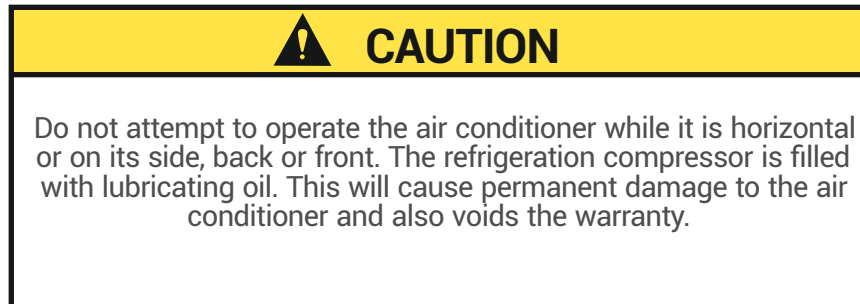 CAUTION
Do not attempt to operate the air conditioner while it is horizontal
or on its side, back or front. The refrigeration compressor is filled
with lubricating oil. This will cause permanent damage to the air
conditioner and also voids the warranty.